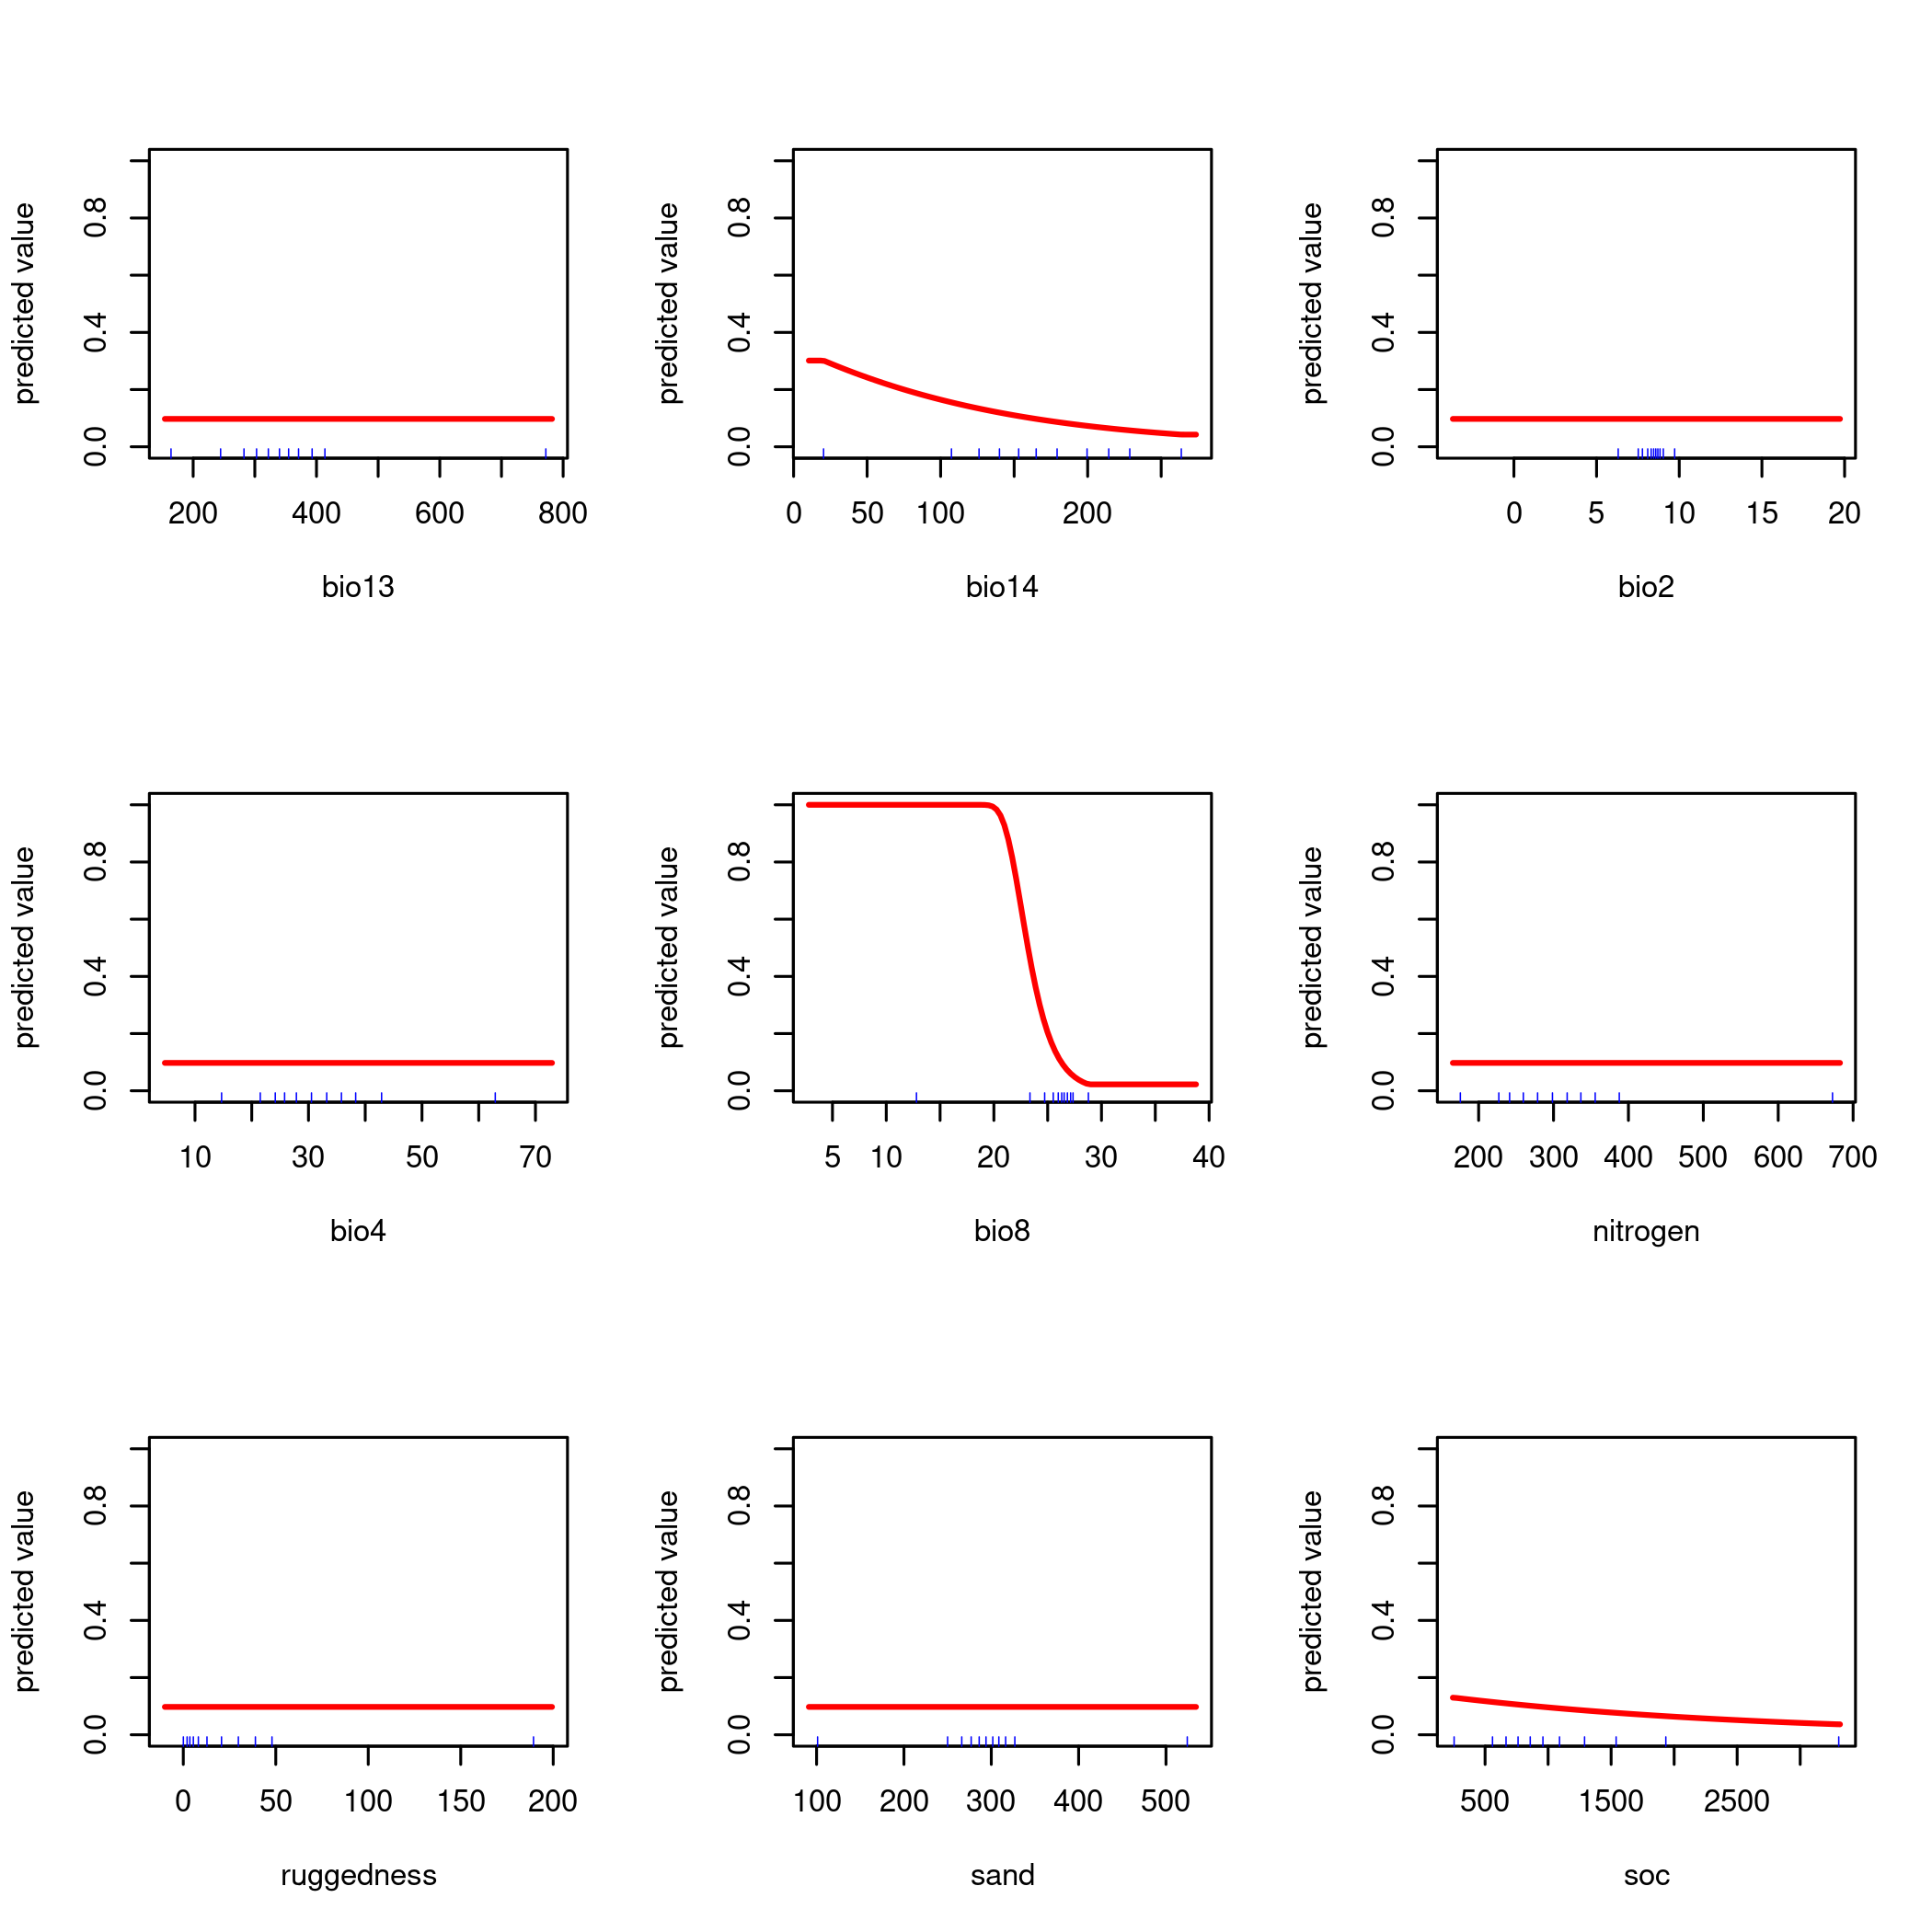 predicted value
0.0 0.4 0.8
200 400 600 800
bio13
predicted value
0.0 0.4 0.8
0 50 100 200
bio14
predicted value
0.0 0.4 0.8
0 5 10 15 20
bio2
predicted value
0.0 0.4 0.8
10 30 50 70
bio4
predicted value
0.0 0.4 0.8
5 10 20 30 40
bio8
predicted value
0.0 0.4 0.8
200 300 400 500 600 700
nitrogen
predicted value
0.0 0.4 0.8
0 50 100 150 200
ruggedness
predicted value
0.0 0.4 0.8
100 200 300 400 500
sand
predicted value
0.0 0.4 0.8
500 1500 2500
soc